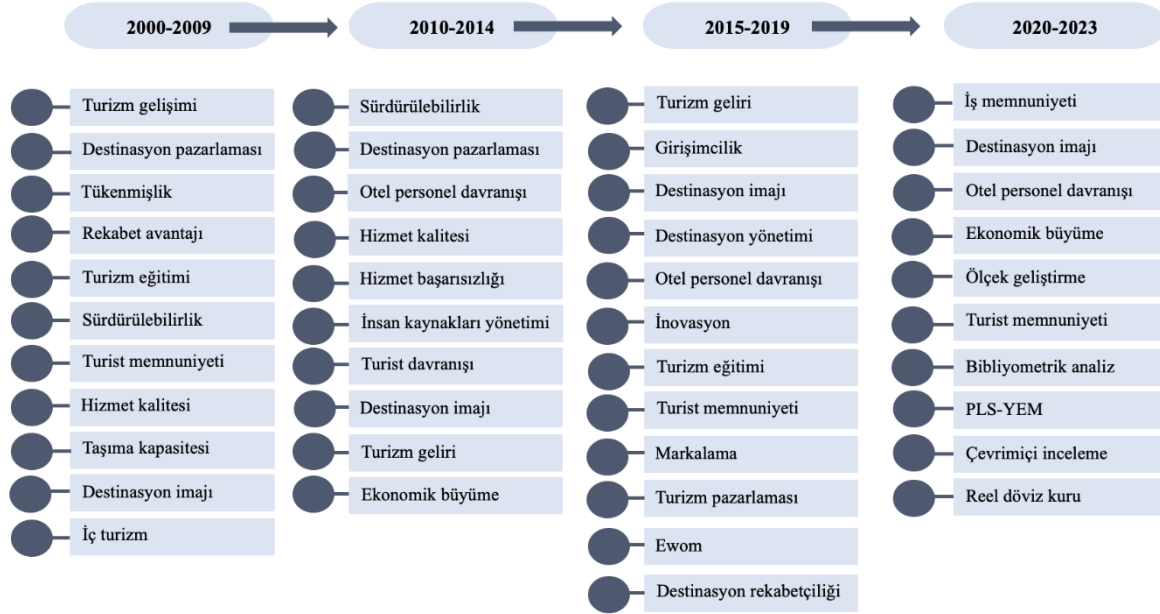 2000-2009
2010-2014
2015-2019
2020-2023
Turizm gelişimi
Destinasyon pazarlaması
Tükenmişlik
Rekabet avantajı
Turizm eğitimi
Sürdürülebilirlik
Turist memnuniyeti
Hizmet kalitesi
Taşıma kapasitesi
Destinasyon imajı
İç turizm
Sürdürülebilirlik
Destinasyon pazarlaması
Otel personel davranışı
Hizmet kalitesi
Hizmet başarısızlığı
İnsan kaynakları yönetimi
Turist davranışı
Destinasyon imajı
Turizm geliri
Ekonomik büyüme
Turizm geliri
Girişimcilik
Destinasyon imajı
Destinasyon yönetimi
Otel personel davranışı
İnovasyon
Turizm eğitimi
Turist memnuniyeti
Markalama
Turizm pazarlaması
Ewom
Destinasyon rekabetçiliği
İş memnuniyeti
Destinasyon imajı
Otel personel davranışı
Ekonomik büyüme
Ölçek geliştirme
Turist memnuniyeti
Bibliyometrik analiz
PLS-YEM
Çevrimiçi inceleme
Reel döviz kuru